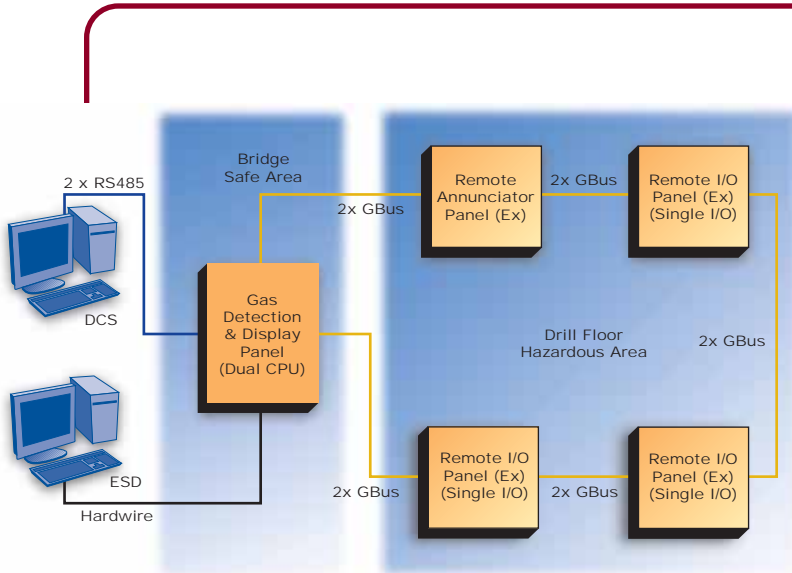 Bridge
Safe Area
2 x RS485
DCS
Gas
Detection
& Display
Panel
(Dual CPU)
ESD
Hardwire
2x GBus
Remote
Annunciator
Panel (Ex)
2x GBus
Remote I/O
Panel (Ex)
(Single I/O)
Drill Floor
Hazardous Area
2x GBus
2x GBus
Remote I/O
Panel (Ex)
(Single I/O)
2x GBus
Remote I/O
Panel (Ex)
(Single I/O)